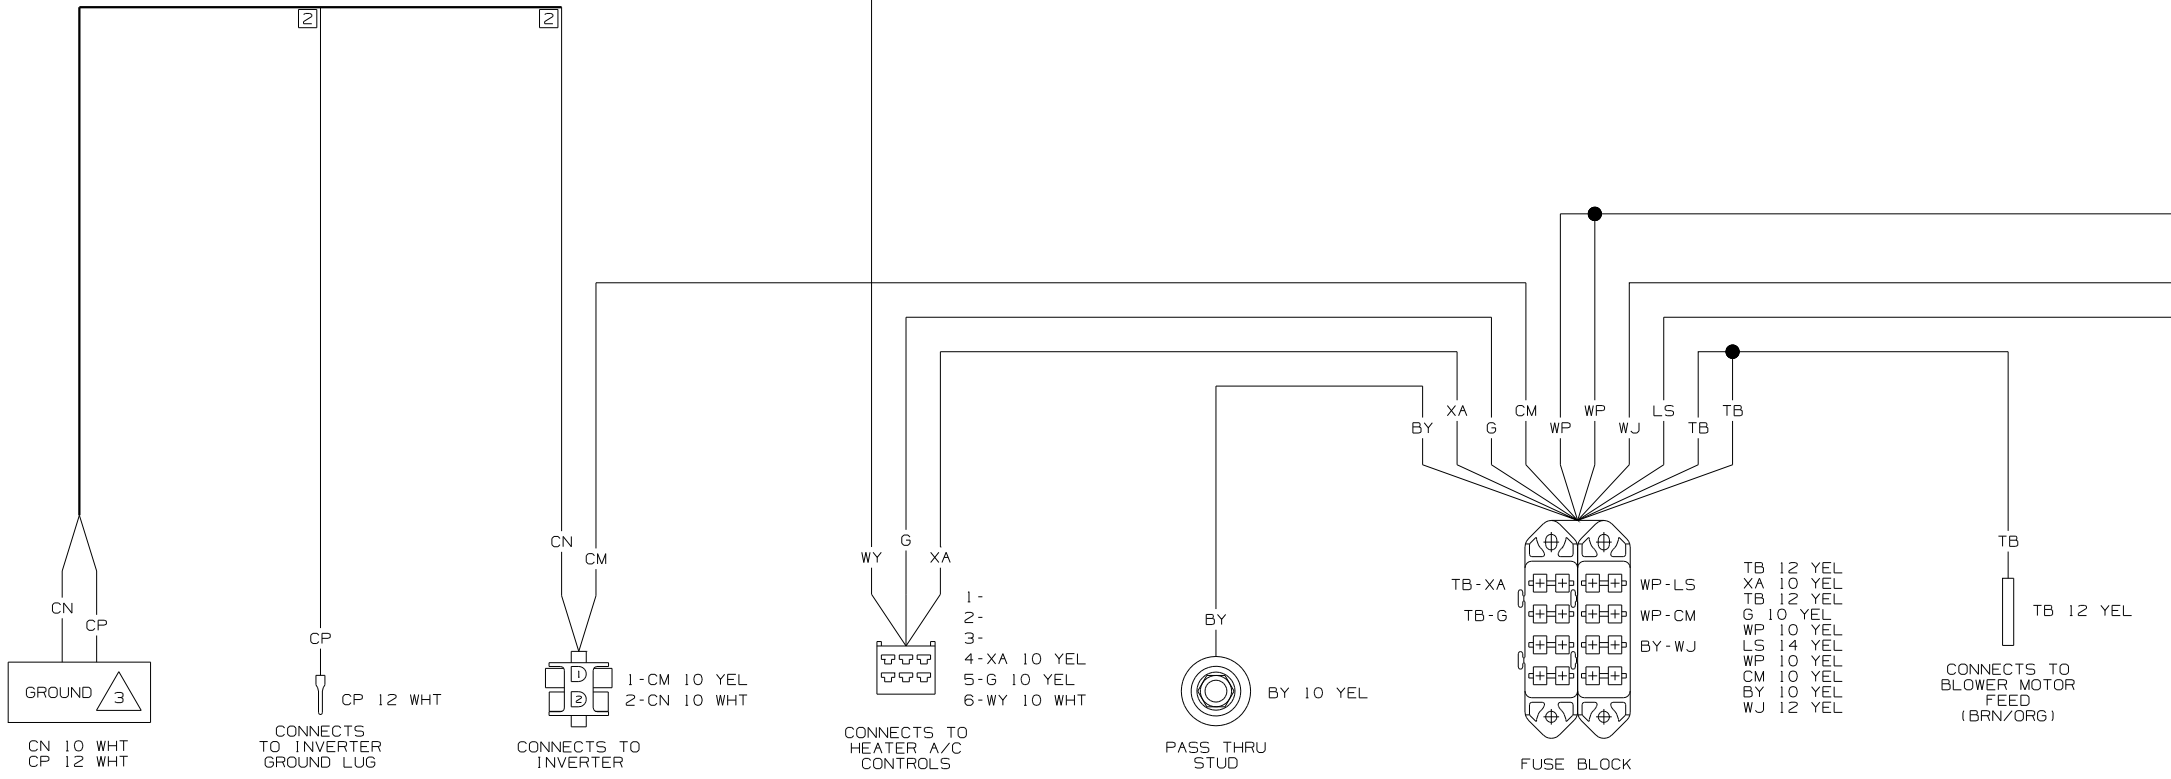 2
2
XA
CM
WP
LS
TB
BY
G
WP
WJ
TB
CN
CM
WY
G
XA
TB
CN
CP
CP
BY
GROUND 3
CN 10 WHT
CP 12 WHT
CP 12 WHT
CONNECTS
TO INVERTER
GROUND LUG
1
2
1-CM 10 YEL
2-CN 10 WHT
CONNECTS TO
INVERTER
1-
2-
3-
4-XA 10 YEL
5-G 10 YEL
6-WY 10 WHT
CONNECTS TO
HEATER A/C
CONTROLS
BY 10 YEL
PASS THRU
STUD
TB-XA
TB-G
WP-LS
WP-CM
BY-WJ
FUSE BLOCK
TB 12 YEL
XA 10 YEL
TB 12 YEL
G 10 YEL
WP 10 YEL
LS 14 YEL
WP 10 YEL
CM 10 YEL
BY 10 YEL
WJ 12 YEL
TB 12 YEL
CONNECTS TO
BLOWER MOTOR
FEED
(BRN/ORG)